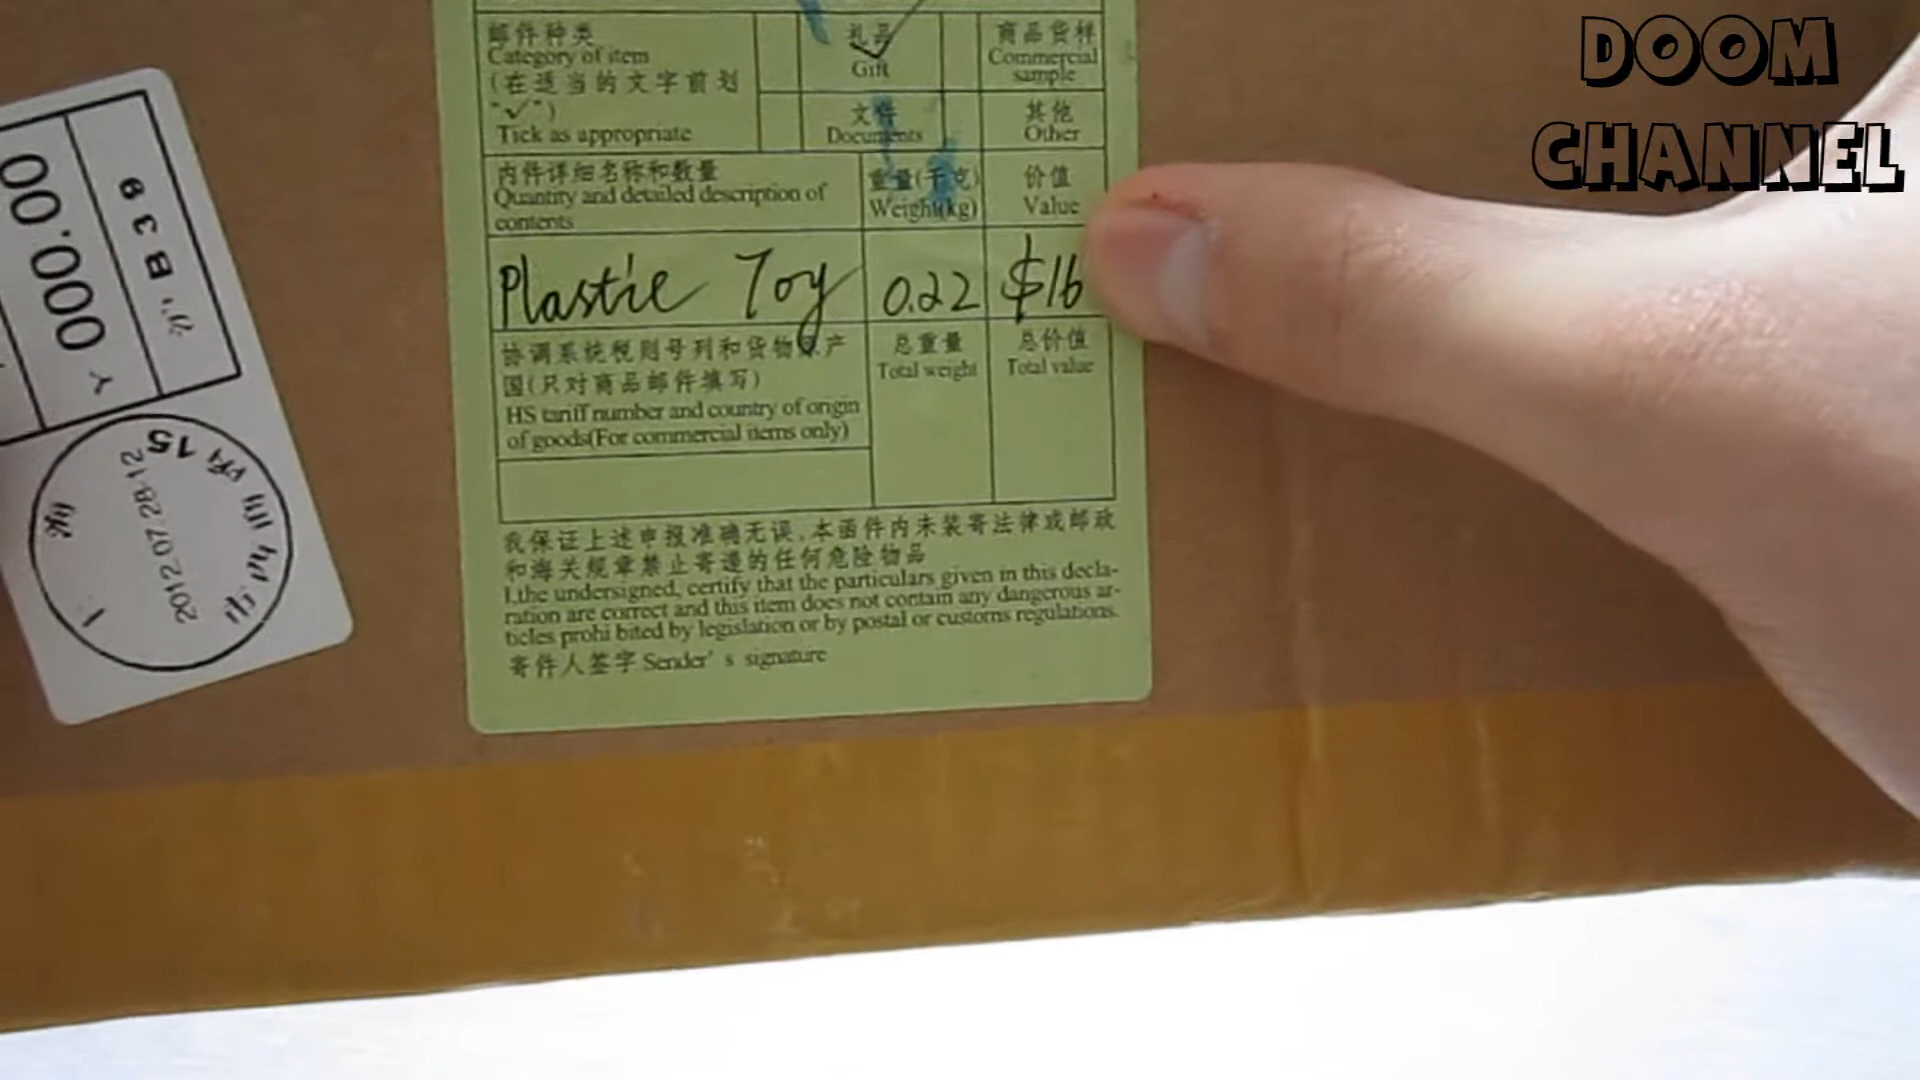 DOOM
CHANNEL
邮件种类
Category of item
(在适当的文字前划
"✓")
Tick as appropriate
礼品
Gift
商品货样
Commercial
sample
文件
Documents
其他
Other
内件详细名称和数量
Quantity and detailed description of
contents
重量(千克)
Weight(kg)
价值
Value
Plastic Toy
0.22
$16
协调系统税则号列和货物原产
国(只对商品邮件填写)
HS tariff number and country of origin
of goods(For commercial items only)
总重量
Total weight
总价值
Total value
我保证上述申报准确无误,本函件内未装寄法律或邮政
和海关规章禁止寄递的任何危险物品
I,the undersigned, certify that the particulars given in this decla-
ration are correct and this item does not contain any dangerous ar-
ticles prohi bited by legislation or by postal or customs regulations.
寄件人签字 Sender' s signature
B 39
000.00
2012.07.28.12
15